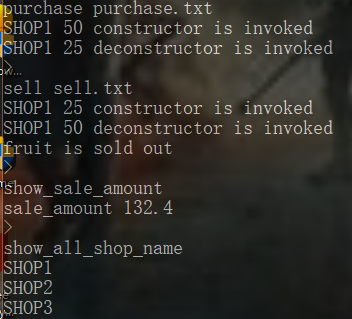 purchase purchase.txt
SHOP1 50 constructor is invoked
SHOP1 25 deconstructor is invoked
>
sell sell.txt
SHOP1 25 constructor is invoked
SHOP1 50 deconstructor is invoked
fruit is sold out
>
show_sale_amount
sale_amount 132.4
>
show_all_shop_name
SHOP1
SHOP2
SHOP3